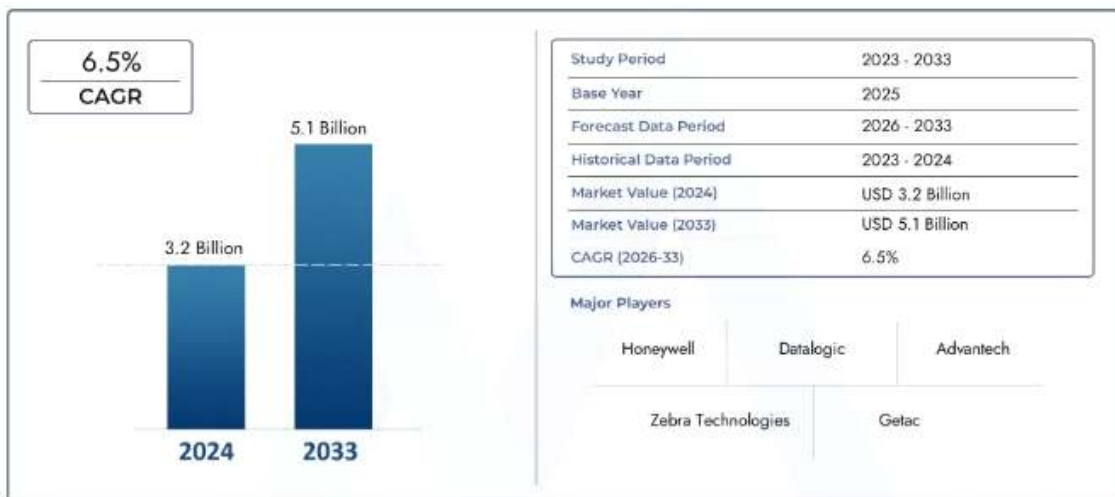 6.5%
CAGR
5.1 Billion
3.2 Billion
2024
2033
Study Period 2023 - 2033
Base Year 2025
Forecast Data Period 2026 - 2033
Historical Data Period 2023 - 2024
Market Value (2024) USD 3.2 Billion
Market Value (2033) USD 5.1 Billion
CAGR (2026-33) 6.5%
Major Players
Honeywell Datalogic Advantech
Zebra Technologies Getac